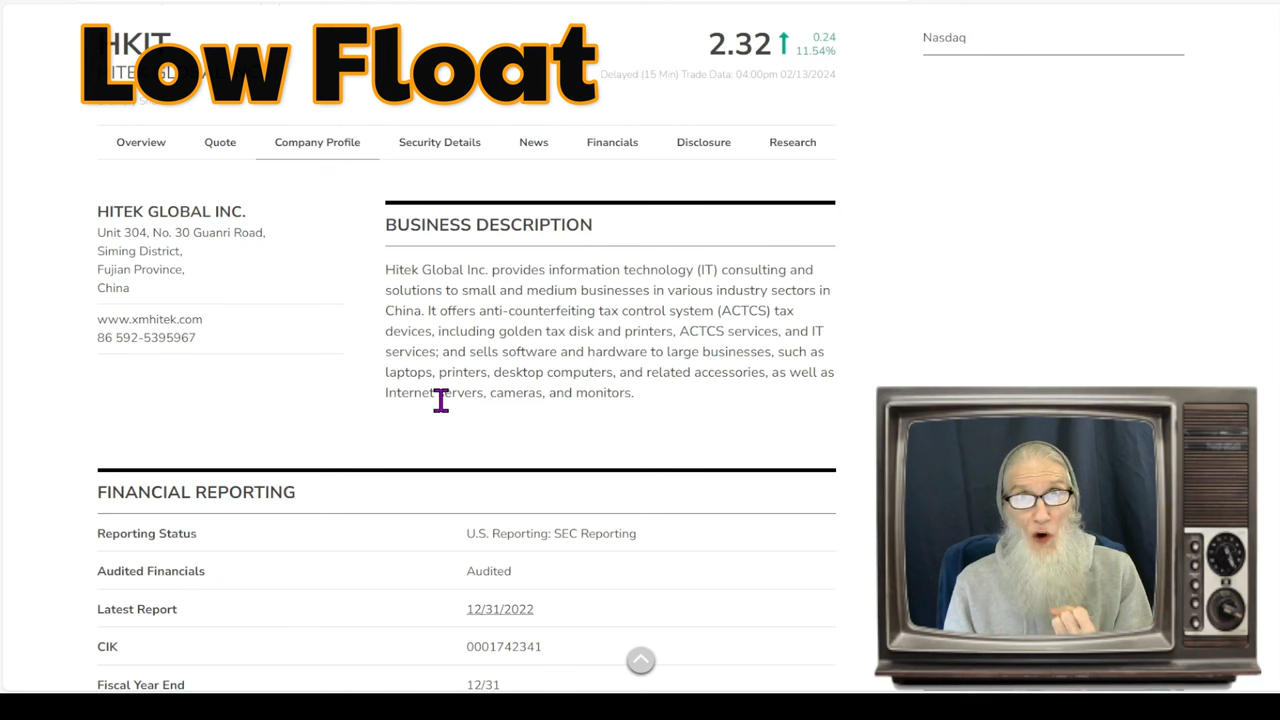 Low Float
HKIT
2.32
0.24
11.54%
Delayed (15 Min) Trade Data: 04:00pm 02/13/2024
Nasdaq
Overview
Quote
Company Profile
Security Details
News
Financials
Disclosure
Research
HITEK GLOBAL INC.
Unit 304, No. 30 Guanri Road,
Siming District,
Fujian Province,
China
www.xmhitek.com
86 592-5395967
BUSINESS DESCRIPTION
Hitek Global Inc. provides information technology (IT) consulting and
solutions to small and medium businesses in various industry sectors in
China. It offers anti-counterfeiting tax control system (ACTCS) tax
devices, including golden tax disk and printers, ACTCS services, and IT
services; and sells software and hardware to large businesses, such as
laptops, printers, desktop computers, and related accessories, as well as
Internet servers, cameras, and monitors.
FINANCIAL REPORTING
Reporting Status
U.S. Reporting: SEC Reporting
Audited Financials
Audited
Latest Report
12/31/2022
CIK
0001742341
Fiscal Year End
12/31